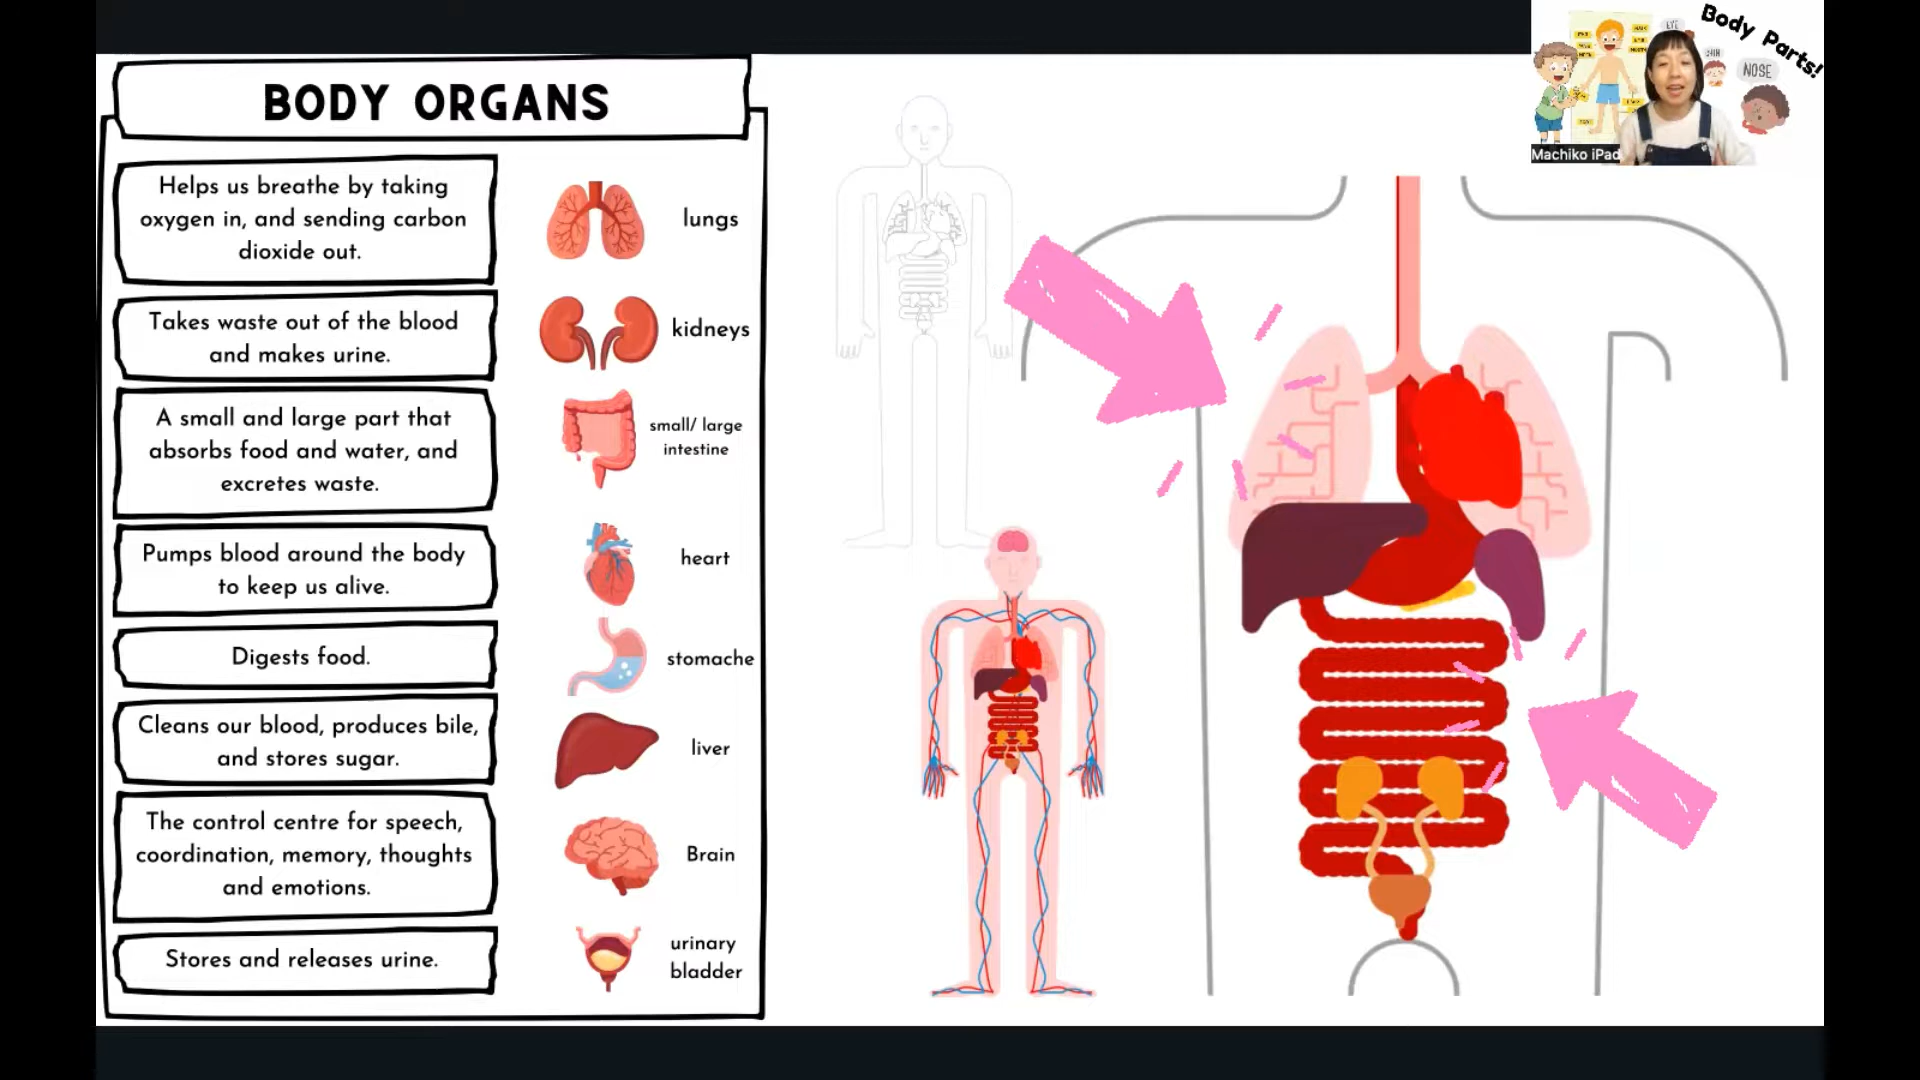 BODY ORGANS
Helps us breathe by taking
oxygen in, and sending carbon
dioxide out.
lungs
Takes waste out of the blood
and makes urine.
kidneys
A small and large part that
absorbs food and water, and
excretes waste.
small/ large
intestine
Pumps blood around the body
to keep us alive.
heart
Digests food.
stomache
Cleans our blood, produces bile,
and stores sugar.
liver
The control centre for speech,
coordination, memory, thoughts
and emotions.
Brain
Stores and releases urine.
urinary
bladder
Body Parts!
NOSE
Machiko iPad